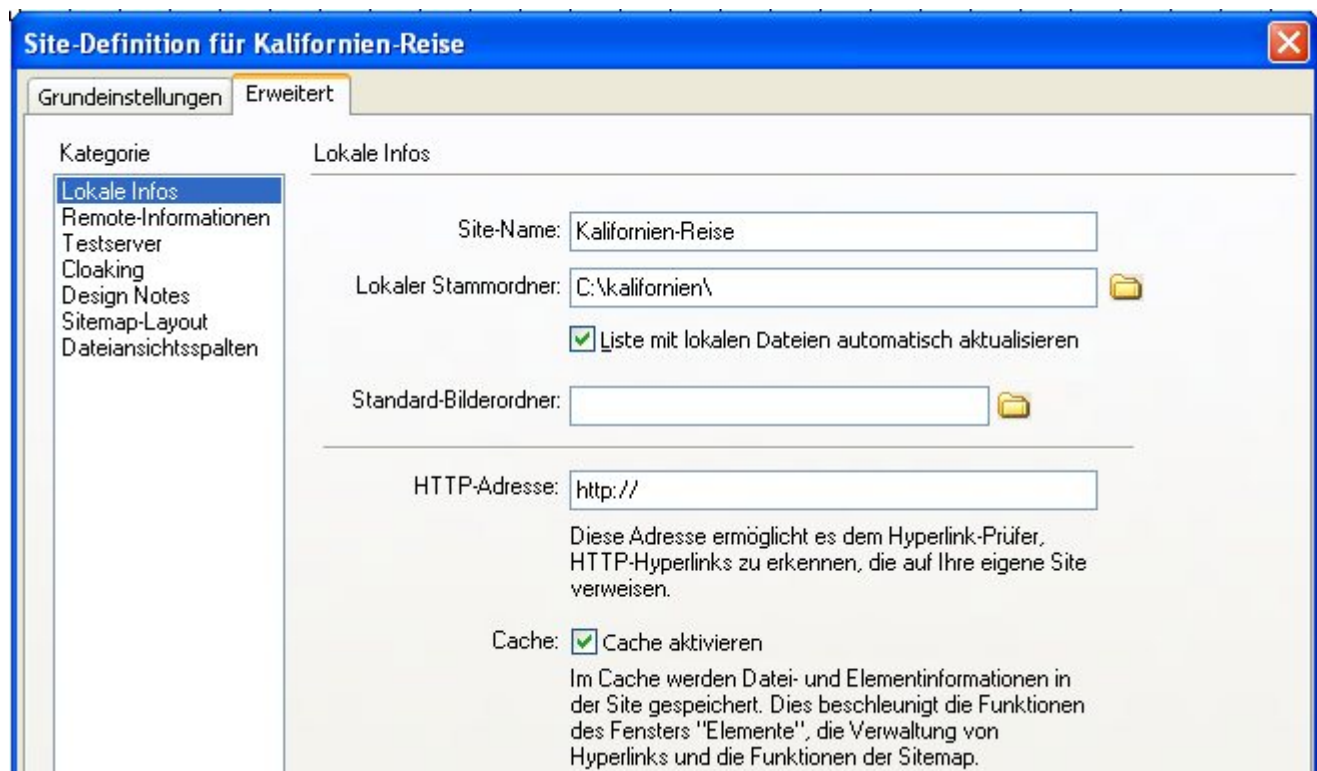 Site-Definition für Kalifornien-Reise
Grundeinstellungen
Erweitert
Kategorie
Lokale Infos
Remote-Informationen
Testserver
Cloaking
Design Notes
Sitemap-Layout
Dateiansichtsspalten
Lokale Infos
Site-Name: Kalifornien-Reise
Lokaler Stammordner: C:\kalifornien\
Liste mit lokalen Dateien automatisch aktualisieren
Standard-Bilderordner:
HTTP-Adresse: http://
Diese Adresse ermöglicht es dem Hyperlink-Prüfer,
HTTP-Hyperlinks zu erkennen, die auf Ihre eigene Site
verweisen.
Cache: Cache aktivieren
Im Cache werden Datei- und Elementinformationen in
der Site gespeichert. Dies beschleunigt die Funktionen
des Fensters "Elemente", die Verwaltung von
Hyperlinks und die Funktionen der Sitemap.